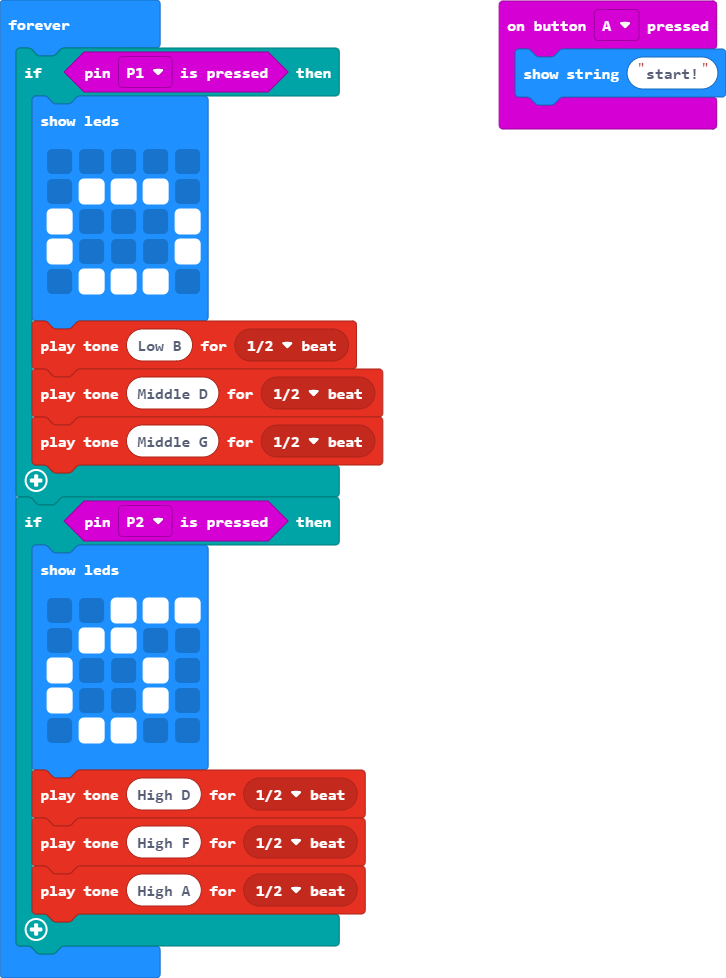 forever
if pin P1 is pressed then
show leds
play tone Low B for 1/2 beat
play tone Middle D for 1/2 beat
play tone Middle G for 1/2 beat
if pin P2 is pressed then
show leds
play tone High D for 1/2 beat
play tone High F for 1/2 beat
play tone High A for 1/2 beat
on button A pressed
show string "start!"